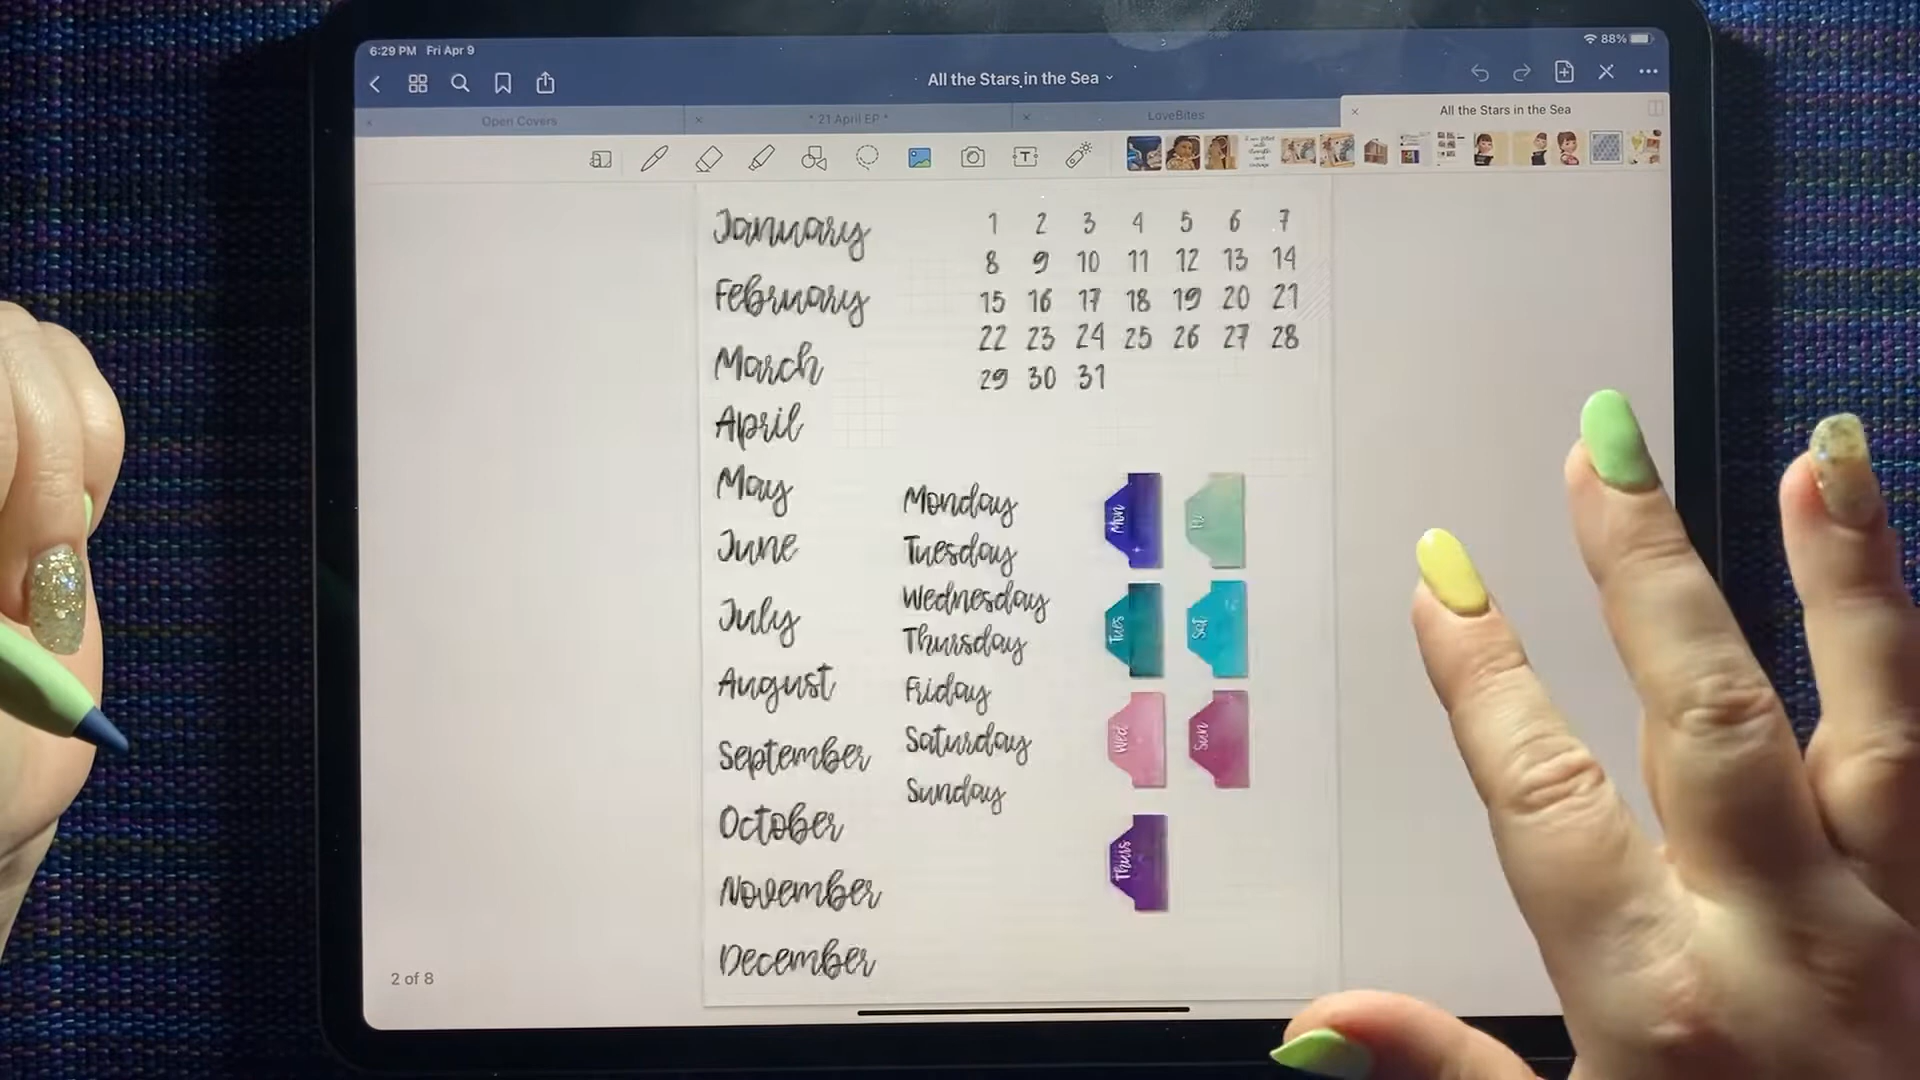 6:29 PM Fri Apr 9
88%
All the Stars in the Sea
Open Covers
* 21 April EP *
LoveBites
All the Stars in the Sea
January
February
March
April
May
June
July
August
September
October
November
December
1 2 3 4 5 6 7
8 9 10 11 12 13 14
15 16 17 18 19 20 21
22 23 24 25 26 27 28
29 30 31
Monday
Tuesday
Wednesday
Thursday
Friday
Saturday
Sunday
Mon
Tues
Sat
Wed
Sun
Thurs
2 of 8